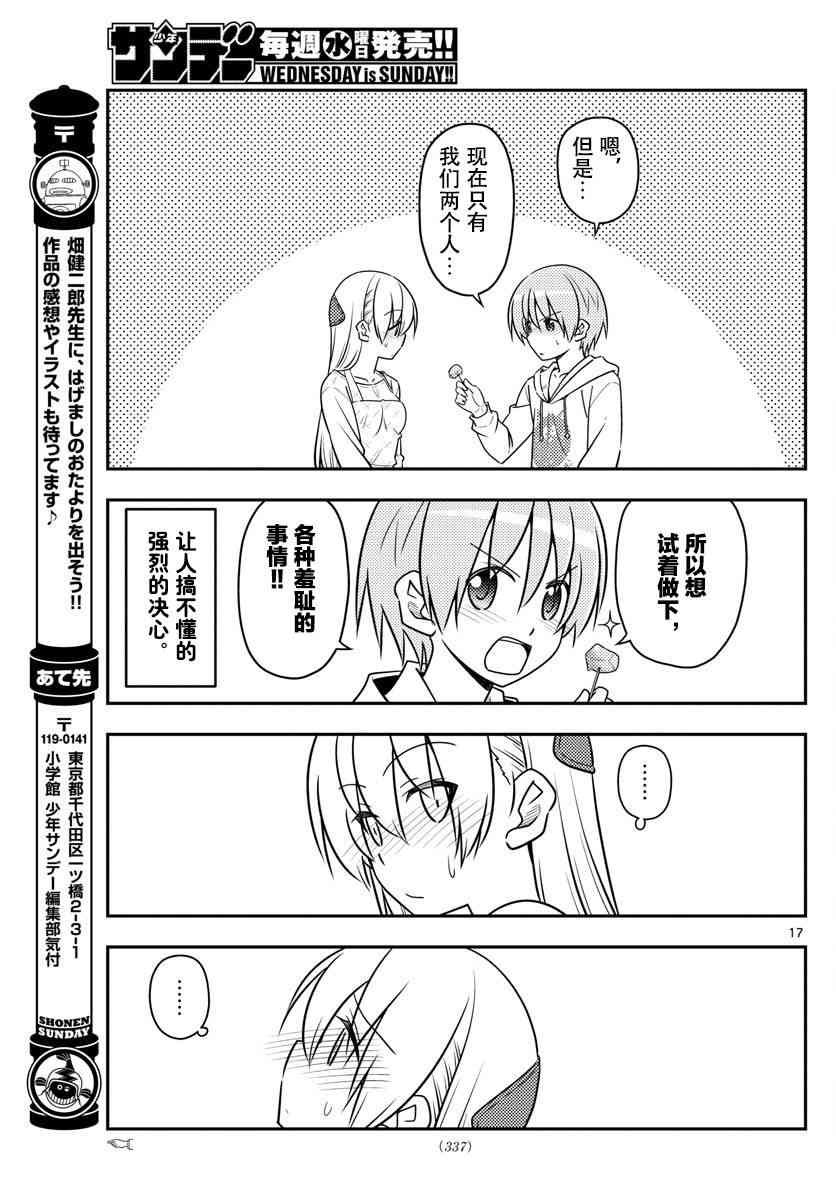 少年サンデー
毎週水曜日発売!!
WEDNESDAY is SUNDAY!!
嗯,
但是…
现在只有
我们两个人…
所以想
试着做下,
各种羞耻的
事情!!
让人搞不懂的
强烈的决心。
……
17
……
(337)
〒
畑健二郎先生に、はげましのおたよりを出そう!!
作品の感想やイラストも待ってます♪
あて先
〒
119-0141
東京都千代田区一ツ橋2-3-1
小学館 少年サンデー編集部気付
SHONEN
SUNDAY